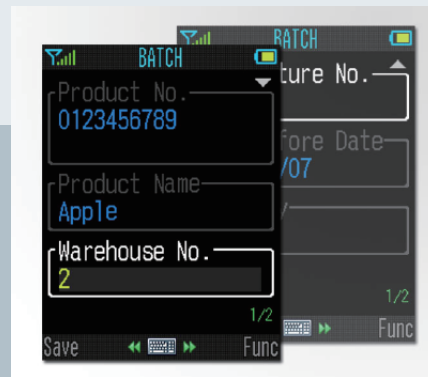 BATCH
Product No.
0123456789
Product Name
Apple
Warehouse No.
2
1/2
Save
Func
BATCH
ture No.
fore Date
/07
1/2
Func